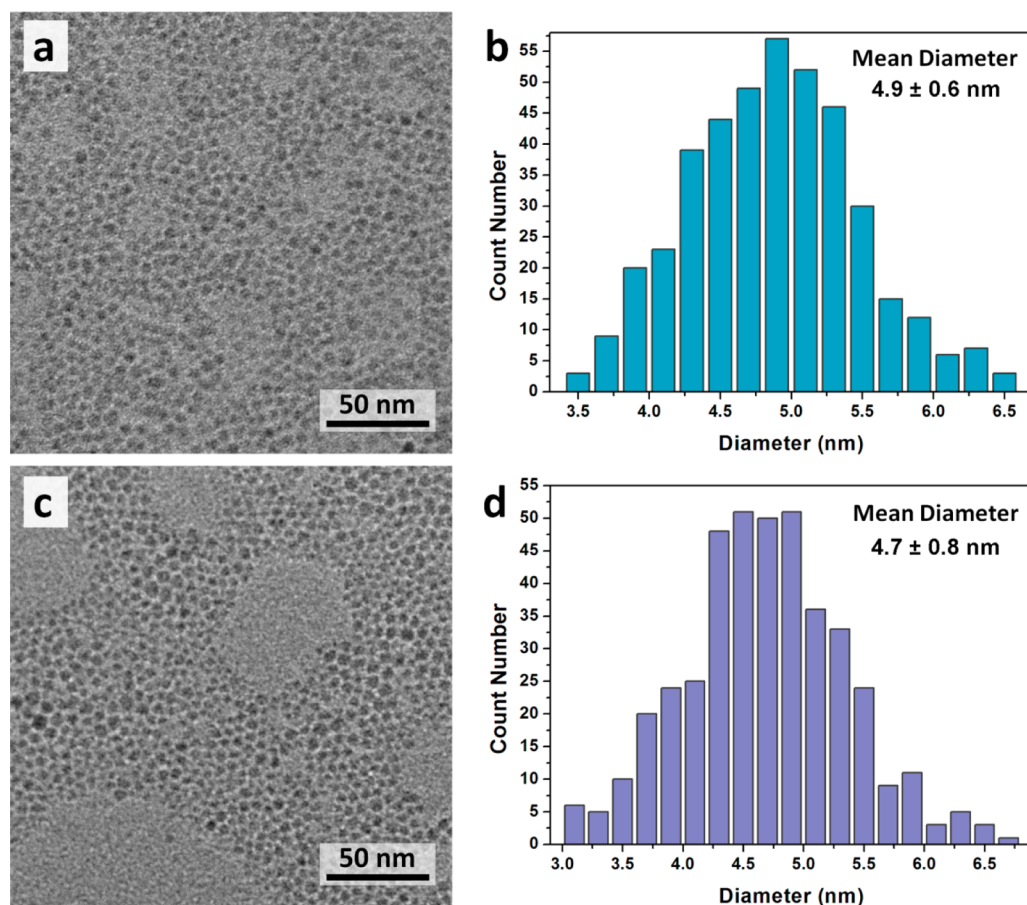 a
50 nm
b
Mean Diameter
4.9 ± 0.6 nm
Count Number
55
50
45
40
35
30
25
20
15
10
5
0
3.5 4.0 4.5 5.0 5.5 6.0 6.5
Diameter (nm)
c
50 nm
d
Mean Diameter
4.7 ± 0.8 nm
Count Number
55
50
45
40
35
30
25
20
15
10
5
0
3.0 3.5 4.0 4.5 5.0 5.5 6.0 6.5
Diameter (nm)